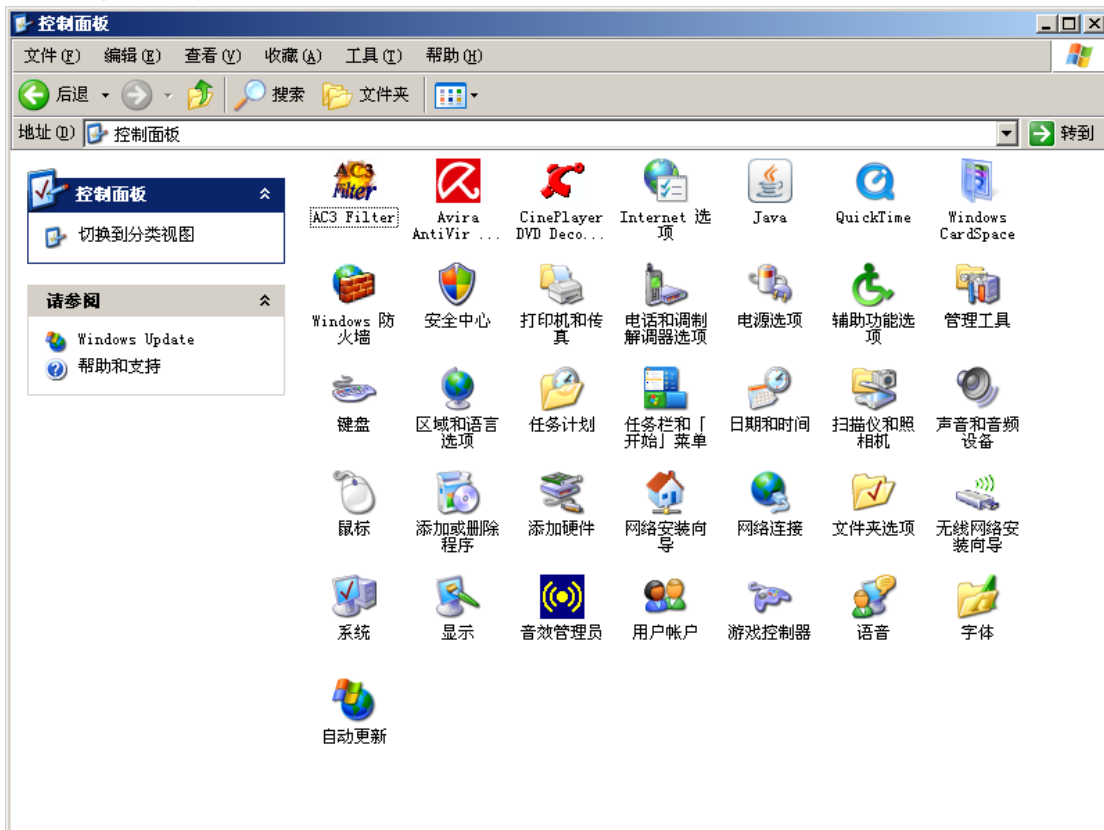 控制面板
文件(F) 编辑(E) 查看(V) 收藏(A) 工具(T) 帮助(H)
后退 搜索 文件夹
地址(D) 控制面板 转到
控制面板
切换到分类视图
请参阅
Windows Update
帮助和支持
AC3 Filter
AC3 Filter
Avira
AntiVir ...
CinePlayer
DVD Deco...
Internet 选
项
Java
QuickTime
Windows
CardSpace
Windows 防
火墙
安全中心
打印机和传
真
电话和调制
解调器选项
电源选项
辅助功能选
项
管理工具
键盘
区域和语言
选项
任务计划
任务栏和「
开始」菜单
日期和时间
扫描仪和照
相机
声音和音频
设备
鼠标
添加或删除
程序
添加硬件
网络安装向
导
网络连接
文件夹选项
无线网络安
装向导
系统
显示
音效管理员
用户帐户
游戏控制器
语音
字体
自动更新